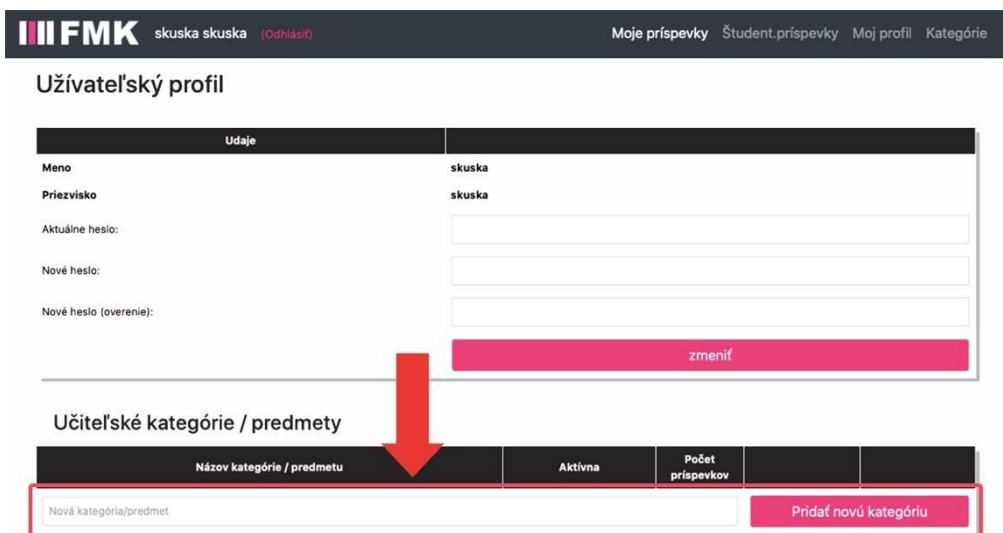 FMK skuska skuska (Odhlásiť) Moje príspevky Študent.príspevky Moj profil Kategórie
Užívateľský profil
Udaje
Meno skuska
Priezvisko skuska
Aktuálne heslo:
Nové heslo:
Nové heslo (overenie):
zmeniť
Učiteľské kategórie / predmety
Názov kategórie / predmetu Aktívna Počet
príspevkov
Nová kategória/predmet Pridať novú kategóriu